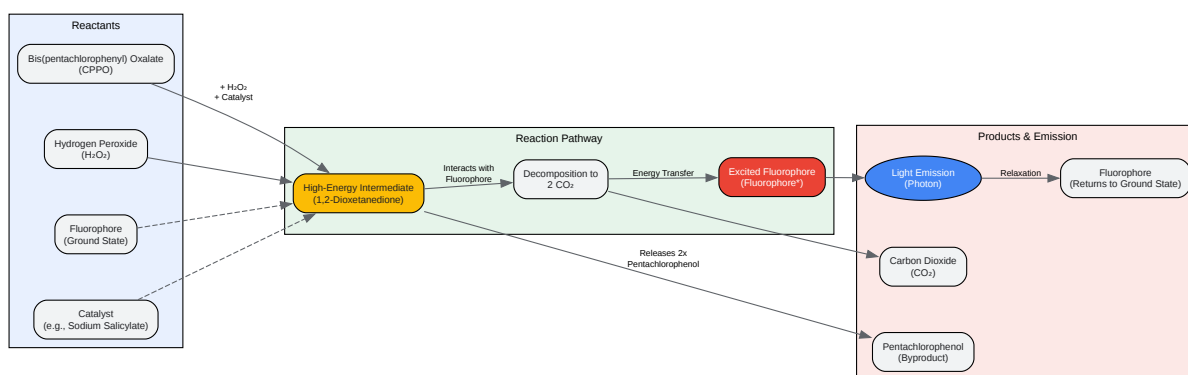 Reactants
Bis(pentachlorophenyl) Oxalate
(CPPO)
Hydrogen Peroxide
(H₂O₂)
Fluorophore
(Ground State)
Catalyst
(e.g., Sodium Salicylate)
+ H₂O₂
+ Catalyst
Reaction Pathway
High-Energy Intermediate
(1,2-Dioxetanedione)
Interacts with
Fluorophore
Decomposition to
2 CO₂
Energy Transfer
Excited Fluorophore
(Fluorophore*)
Releases 2x
Pentachlorophenol
Products & Emission
Light Emission
(Photon)
Relaxation
Fluorophore
(Returns to Ground State)
Carbon Dioxide
(CO₂)
Pentachlorophenol
(Byproduct)